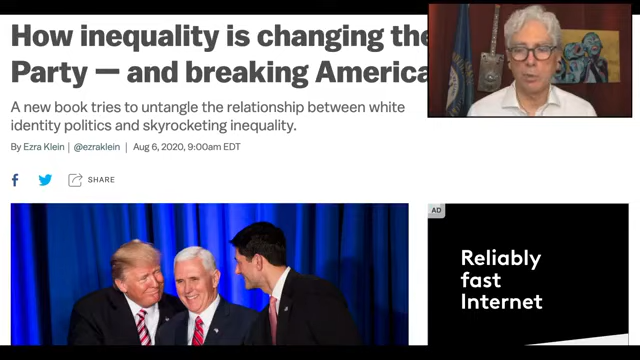 How inequality is changing the
Party — and breaking America
A new book tries to untangle the relationship between white
identity politics and skyrocketing inequality.
By Ezra Klein | @ezraklein | Aug 6, 2020, 9:00am EDT
SHARE
AD
Reliably
fast
Internet